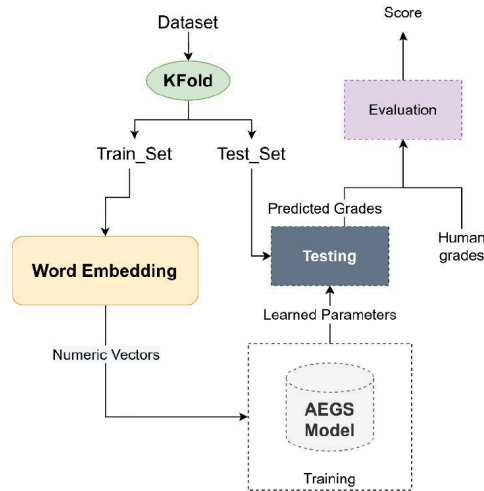 Dataset
KFold
Train_Set
Test_Set
Score
Evaluation
Predicted Grades
Human
grades
Word Embedding
Testing
Learned Parameters
Numeric Vectors
AEGS
Model
Training